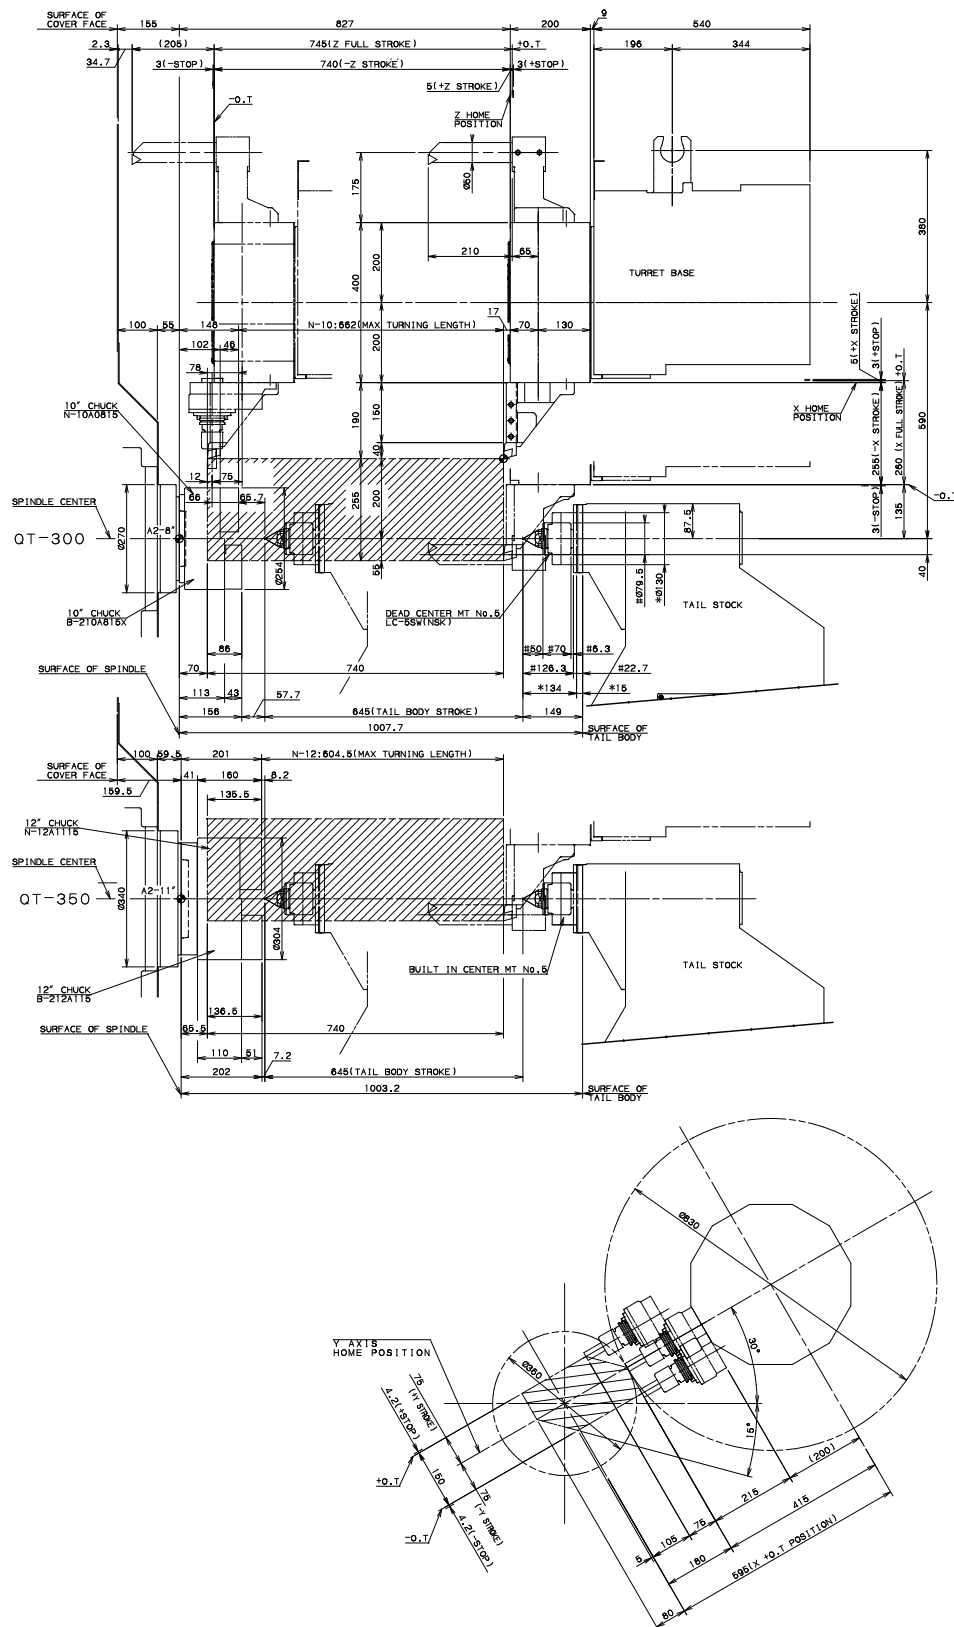 SURFACE OF
COVER FACE
155
827
200
9
540
2.3
(205)
745(Z FULL STROKE)
+O.T
196
344
34.7
3(-STOP)
740(-Z STROKE)
3(+STOP)
5(+Z STROKE)
-O.T
Z HOME
POSITION
Ø50
175
380
210
65
200
400
TURRET BASE
17
100
55
148
N-10:662(MAX TURNING LENGTH)
70
130
200
102
46
5(+X STROKE)
3(+STOP)
78
10" CHUCK
N-10A0815
190
150
X HOME
POSITION
255(-X STROKE)
260 (X FULL STROKE)
+O.T
590
40
12
75
SPINDLE CENTER
66
65.7
255
200
3(-STOP)
135
-O.T
Ø270
A2-8"
87.5
QT-300
Ø254
55
#Ø79.5
*Ø130
40
10" CHUCK
B-210A815X
DEAD CENTER MT No.5
LC-5SW(NSK)
TAIL STOCK
86
#50
#70
#6.3
SURFACE OF SPINDLE
70
740
#126.3
#22.7
113
43
57.7
*134
*15
156
645(TAIL BODY STROKE)
149
1007.7
SURFACE OF
TAIL BODY
100
59.5
201
N-12:604.5(MAX TURNING LENGTH)
SURFACE OF
COVER FACE
41
160
8.2
159.5
135.5
12" CHUCK
N-12A1115
SPINDLE CENTER
A2-11"
QT-350
Ø340
Ø304
BUILT IN CENTER MT No.5
TAIL STOCK
12" CHUCK
B-212A115
136.5
SURFACE OF SPINDLE
65.5
740
110
51
7.2
202
645(TAIL BODY STROKE)
1003.2
SURFACE OF
TAIL BODY
Ø830
Y AXIS
HOME POSITION
Ø360
30°
75
(+Y STROKE)
4.2(+STOP)
15°
+O.T
150
75
(-Y STROKE)
4.2(-STOP)
-O.T
(200)
215
415
75
105
5
180
595(X +O.T POSITION)
80